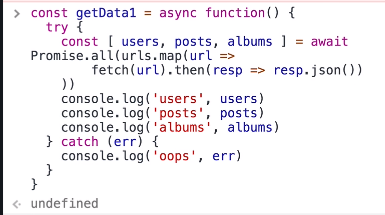 const getData1 = async function() {
try {
const [ users, posts, albums ] = await
Promise.all(urls.map(url =>
fetch(url).then(resp => resp.json())
))
console.log('users', users)
console.log('posts', posts)
console.log('albums', albums)
} catch (err) {
console.log('oops', err)
}
}
undefined